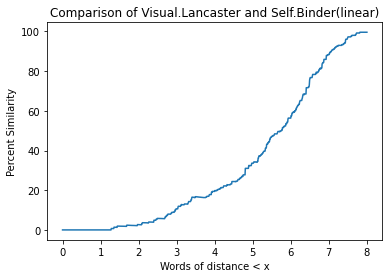 Comparison of Visual.Lancaster and Self.Binder(linear)
100
80
60
40
20
0
Percent Similarity
0 1 2 3 4 5 6 7 8
Words of distance < x